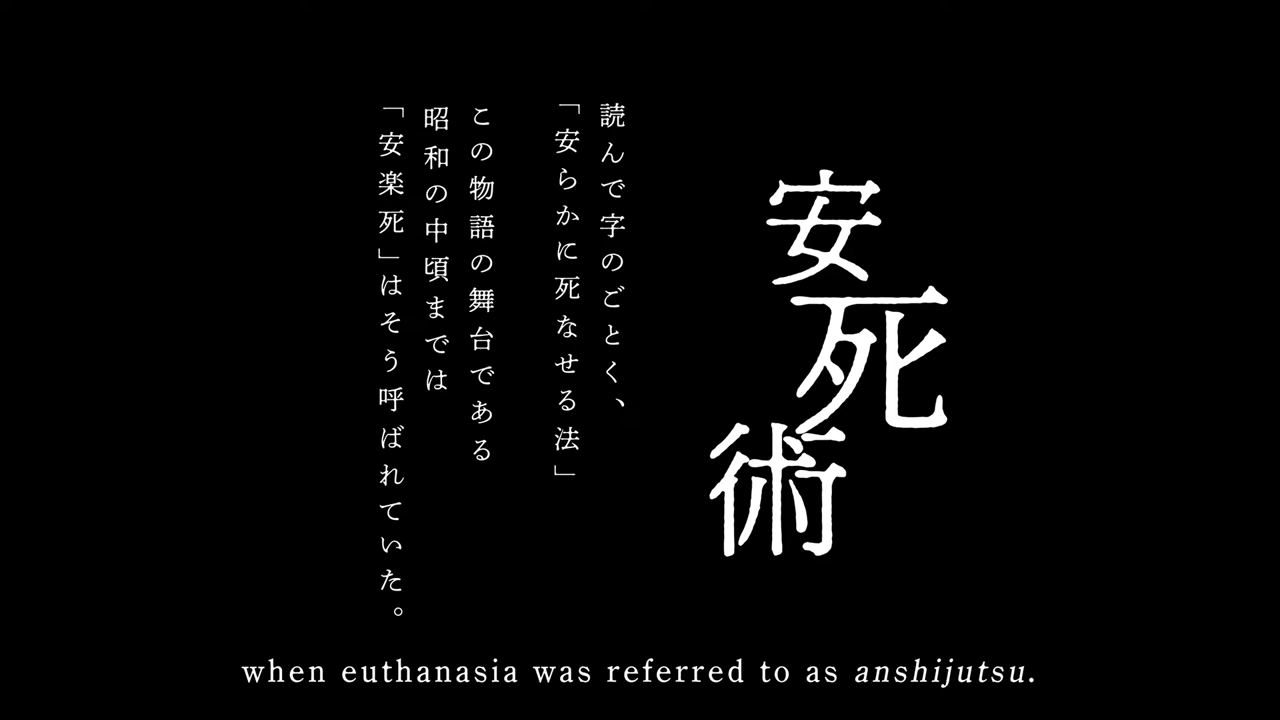 安死術
読んで字のごとく、
「安らかに死なせる法」
この物語の舞台である
昭和の中頃までは
「安楽死」はそう呼ばれていた。
when euthanasia was referred to as anshijutsu.